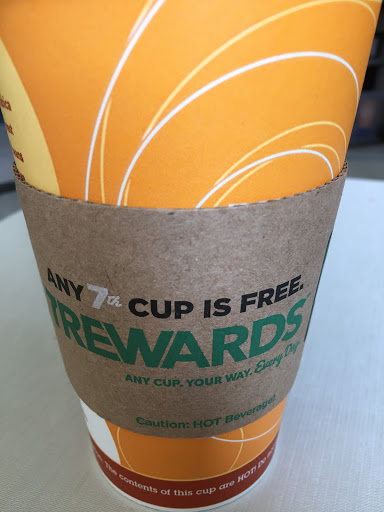 ANY 7th CUP IS FREE.
7REWARDS
ANY CUP. YOUR WAY. Every Day
Caution: HOT Beverage!
The contents of this cup are HOT! Do